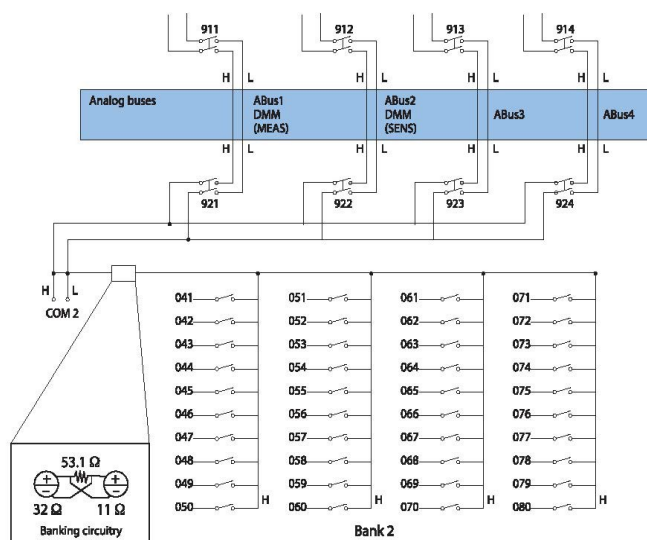 911 912 913 914
H L H L H L H L
Analog buses ABus1 ABus2 ABus3 ABus4
DMM DMM
(MEAS) (SENS)
H L H L H L H L
921 922 923 924
H L
COM 2
041 051 061 071
042 052 062 072
043 053 063 073
044 054 064 074
045 055 065 075
046 056 066 076
047 057 067 077
048 058 068 078
049 059 069 079
H H H H
050 060 070 080
53.1 Ω
32 Ω 11 Ω
Banking circuitry
Bank 2